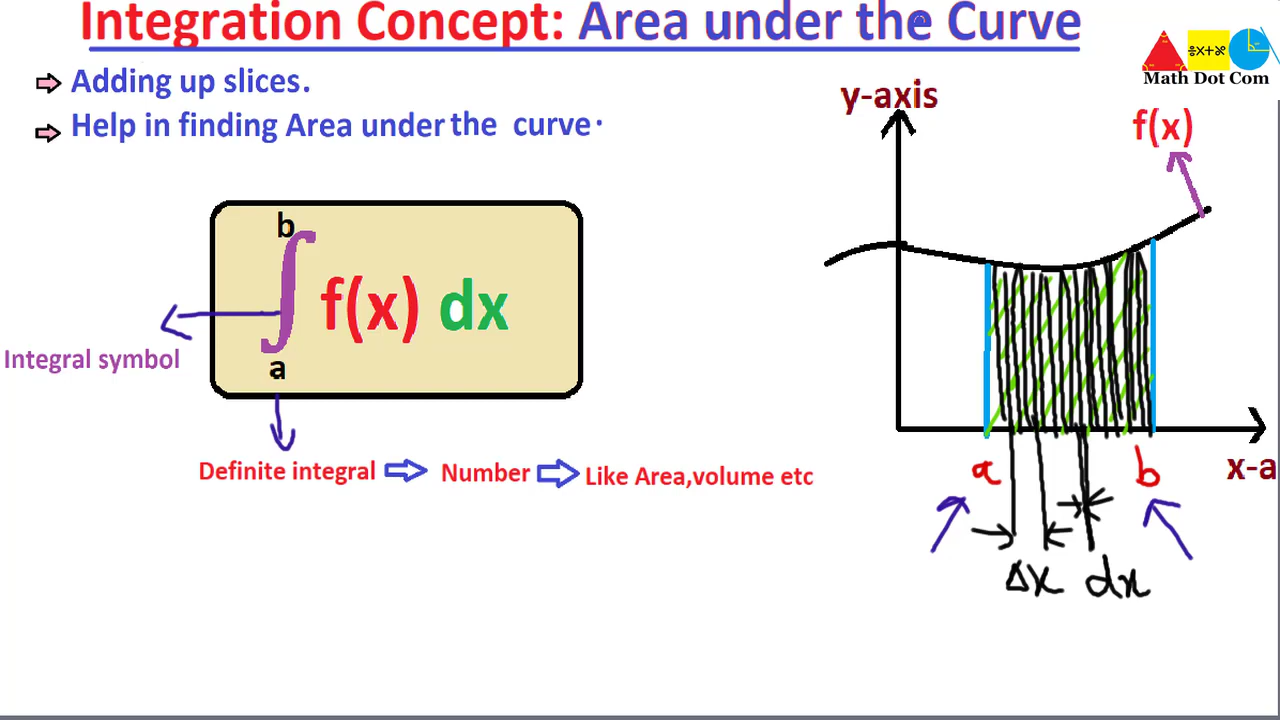 Integration Concept: Area under the Curve
Adding up slices.
Help in finding Area under the curve.
÷x+
Math Dot Com
y-axis
f(x)
b
∫ f(x) dx
a
Integral symbol
Definite integral ⇨ Number ⇨ Like Area,volume etc
a
b
x-a
Δx
dx